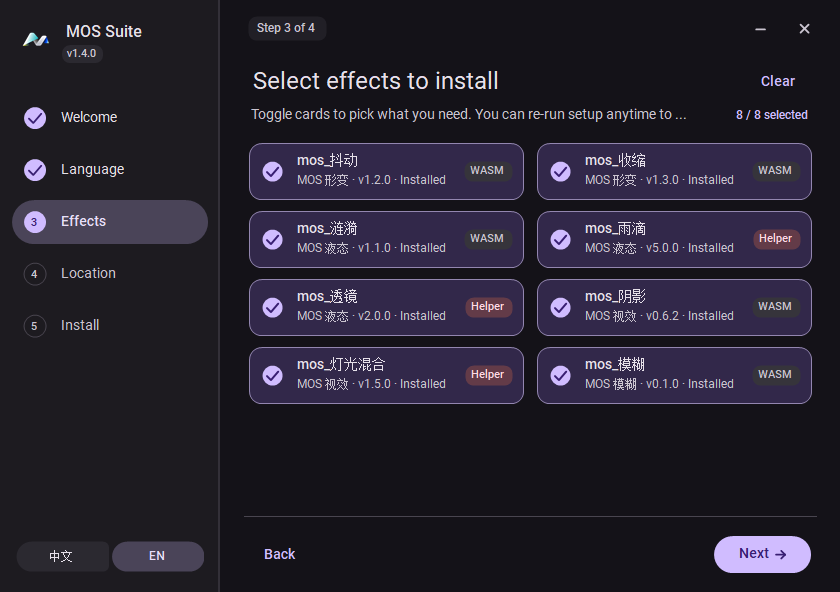 MOS Suite
v1.4.0
Welcome
Language
3 Effects
4 Location
5 Install
中文
EN
Step 3 of 4
Select effects to install
Clear
Toggle cards to pick what you need. You can re-run setup anytime to ...
8 / 8 selected
mos_抖动
MOS 形变 · v1.2.0 · Installed
WASM
mos_收缩
MOS 形变 · v1.3.0 · Installed
WASM
mos_涟漪
MOS 液态 · v1.1.0 · Installed
WASM
mos_雨滴
MOS 液态 · v5.0.0 · Installed
Helper
mos_透镜
MOS 液态 · v2.0.0 · Installed
Helper
mos_阴影
MOS 视效 · v0.6.2 · Installed
WASM
mos_灯光混合
MOS 视效 · v1.5.0 · Installed
Helper
mos_模糊
MOS 模糊 · v0.1.0 · Installed
WASM
Back
Next →